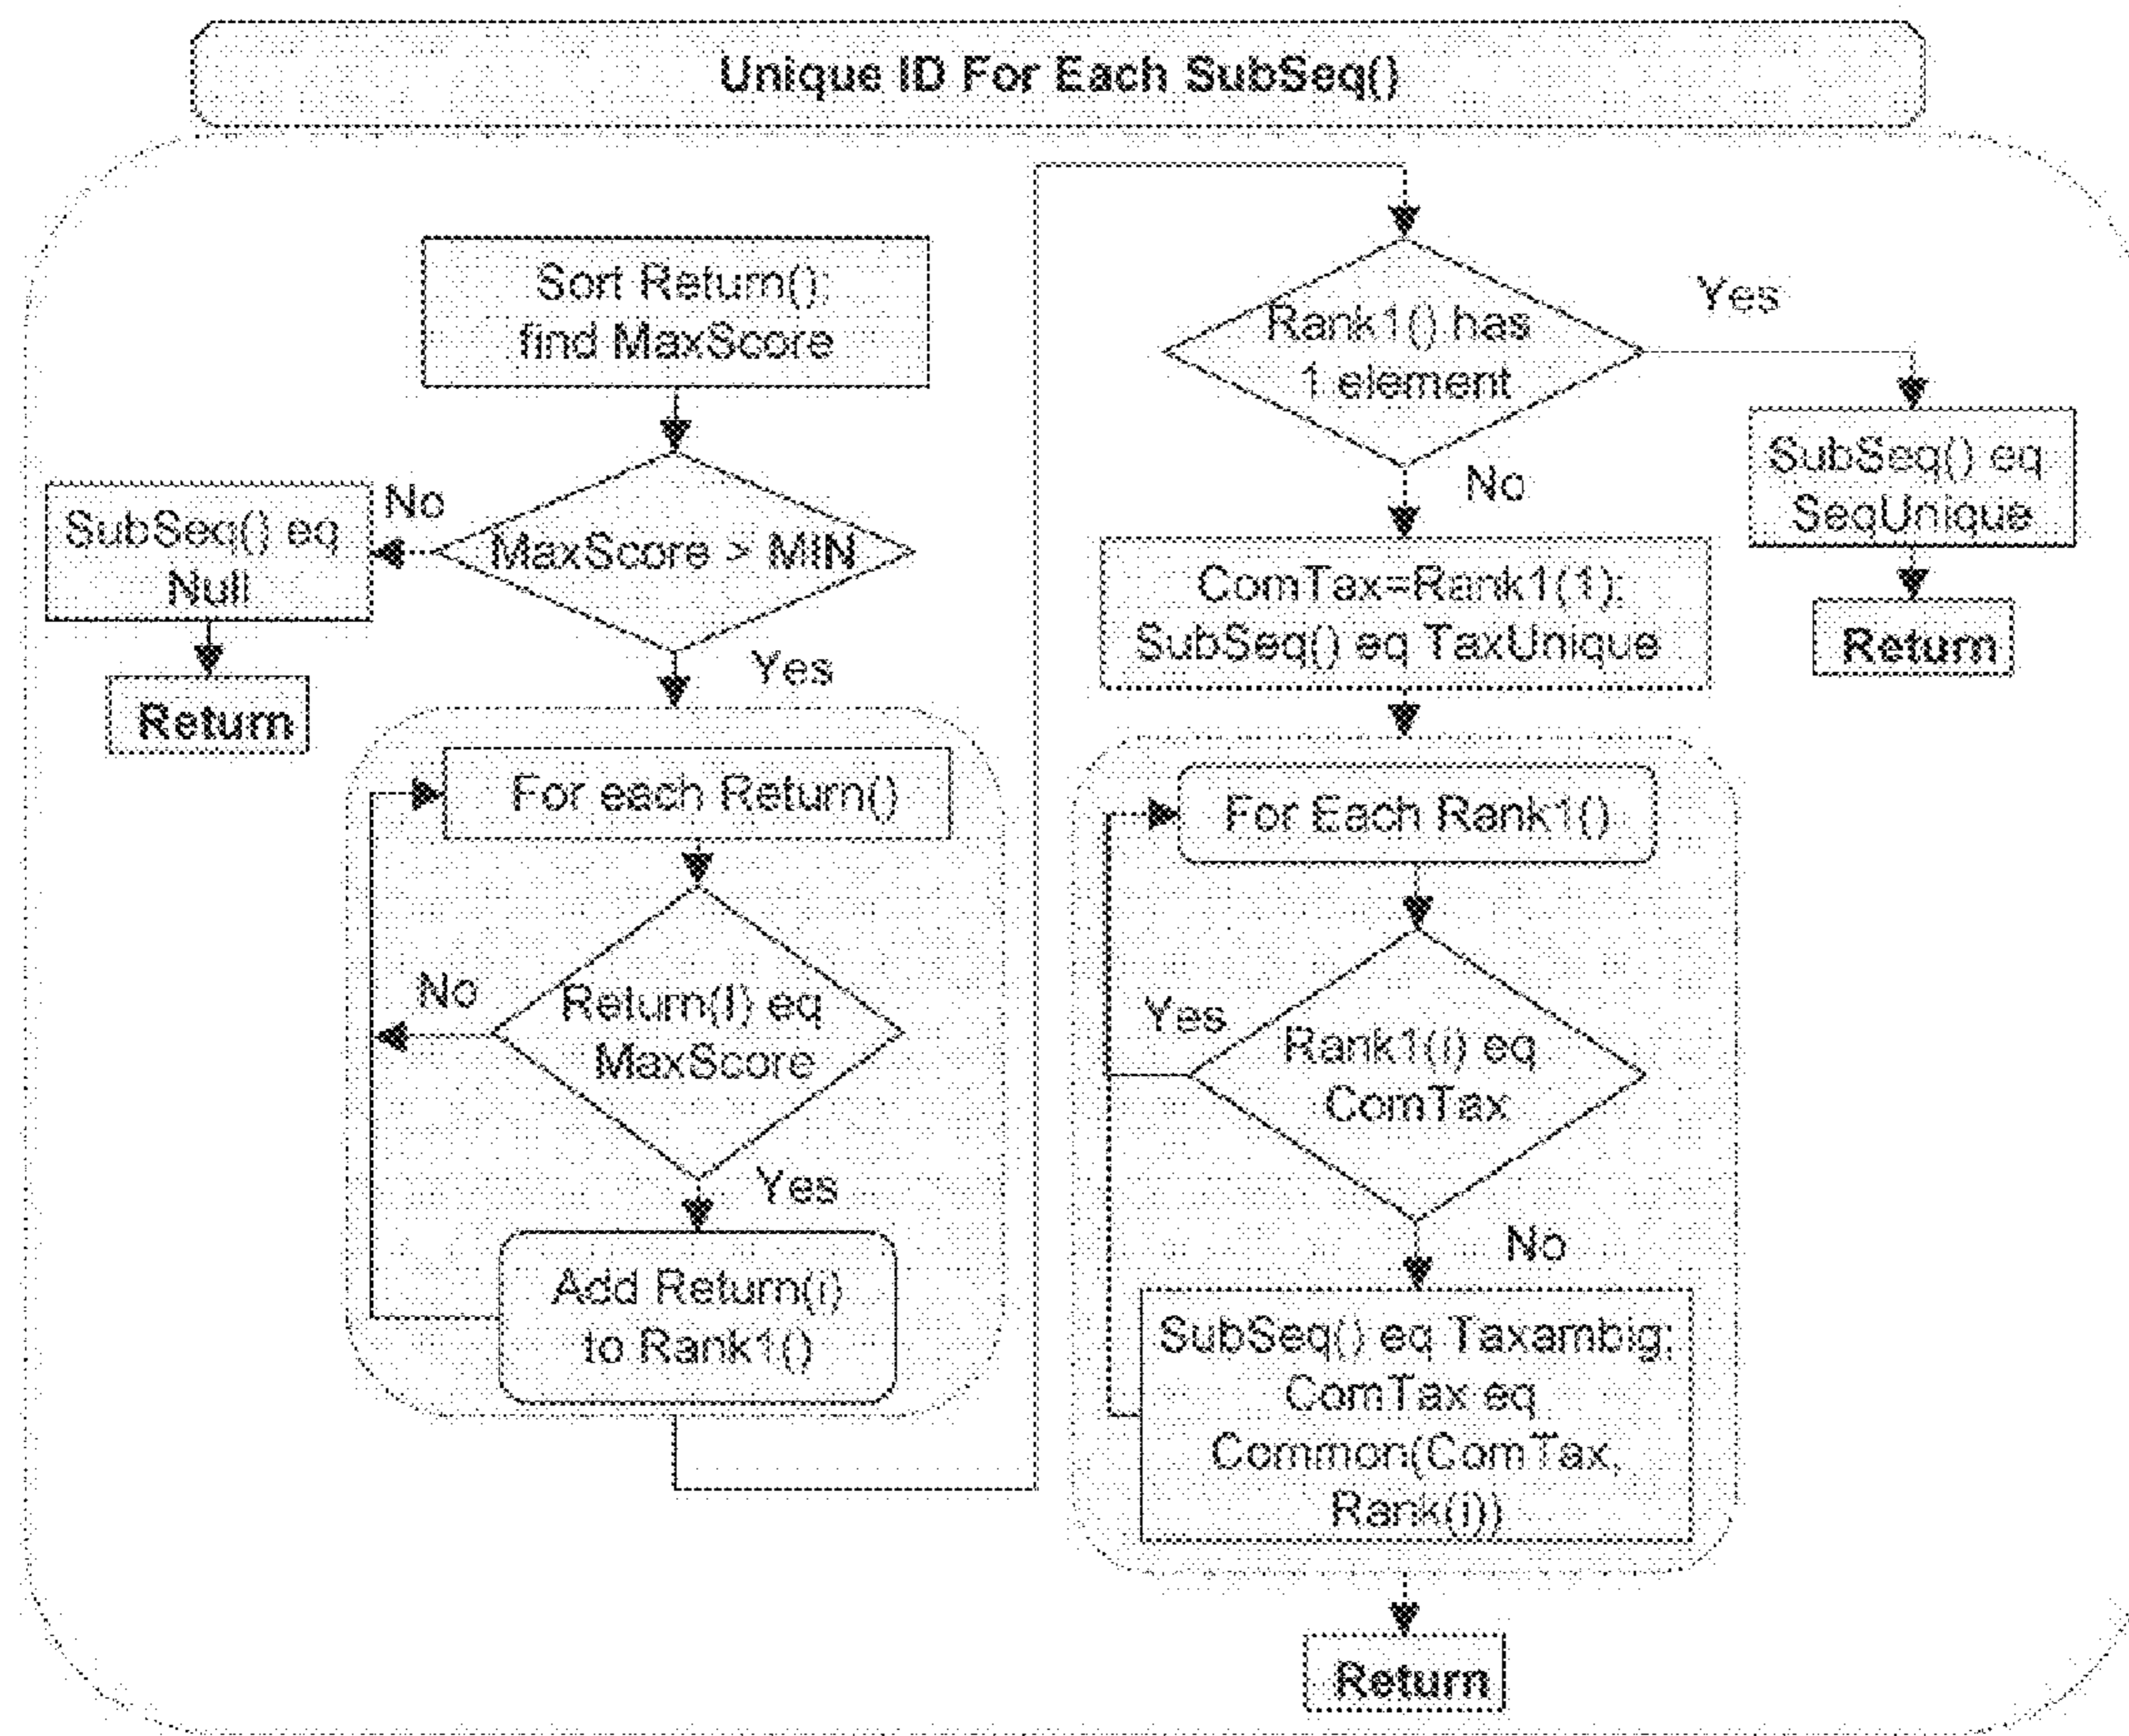 Unique ID For Each SubSeq()
Sort Return();
find MaxScore
MaxScore > MIN
No
SubSeq() eq
Null
Return
Yes
For each Return()
Return(I) eq
MaxScore
No
Yes
Add Return(i)
to Rank1()
Rank1() has
1 element
Yes
SubSeq() eq
SeqUnique
Return
No
ComTax=Rank1(1);
SubSeq() eq TaxUnique
For Each Rank1()
Rank1(i) eq
ComTax
Yes
No
SubSeq() eq Taxambig;
ComTax eq
Common(ComTax,
Rank(i))
Return